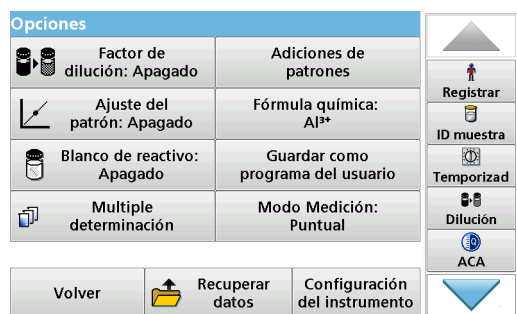 Opciones
Factor de
dilución: Apagado
Adiciones de
patrones
Ajuste del
patrón: Apagado
Fórmula química:
Al³⁺
Blanco de reactivo:
Apagado
Guardar como
programa del usuario
Multiple
determinación
Modo Medición:
Puntual
Volver
Recuperar
datos
Configuración
del instrumento
Registrar
ID muestra
Temporizad
Dilución
ACA